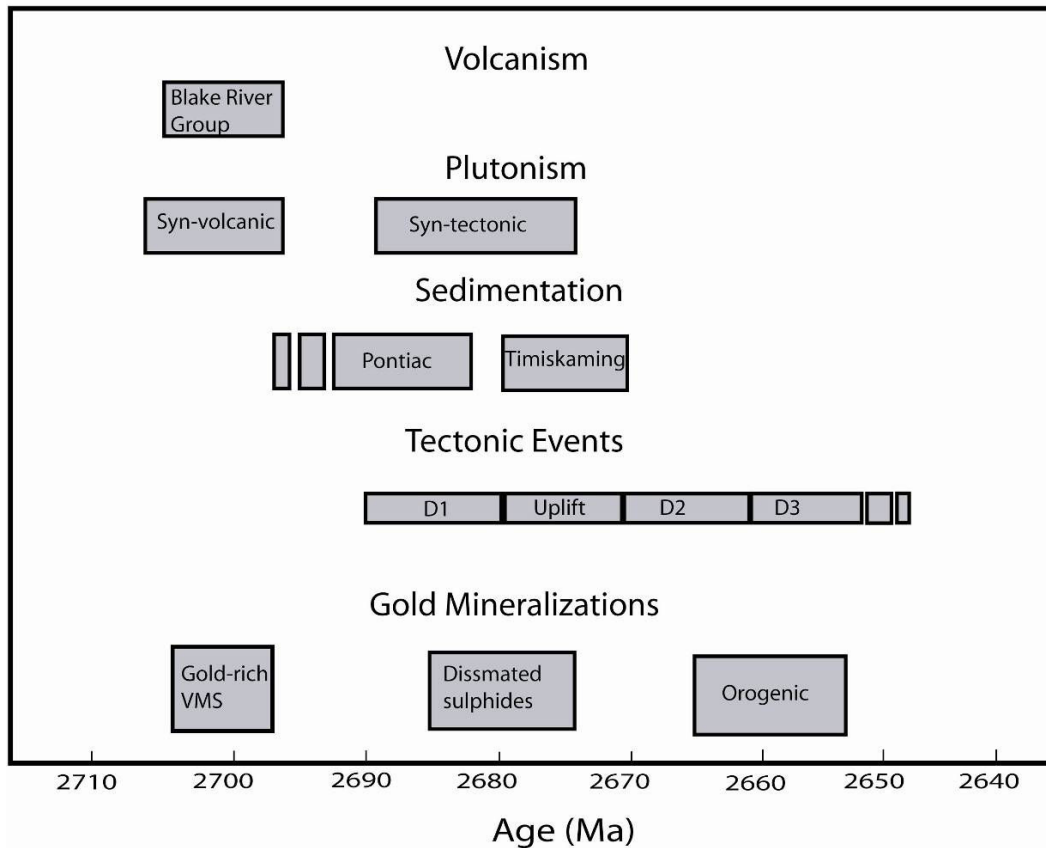 Volcanism
Blake River
Group
Plutonism
Syn-volcanic
Syn-tectonic
Sedimentation
Pontiac
Timiskaming
Tectonic Events
D1
Uplift
D2
D3
Gold Mineralizations
Gold-rich
VMS
Dissmated
sulphides
Orogenic
2710 2700 2690 2680 2670 2660 2650 2640
Age (Ma)